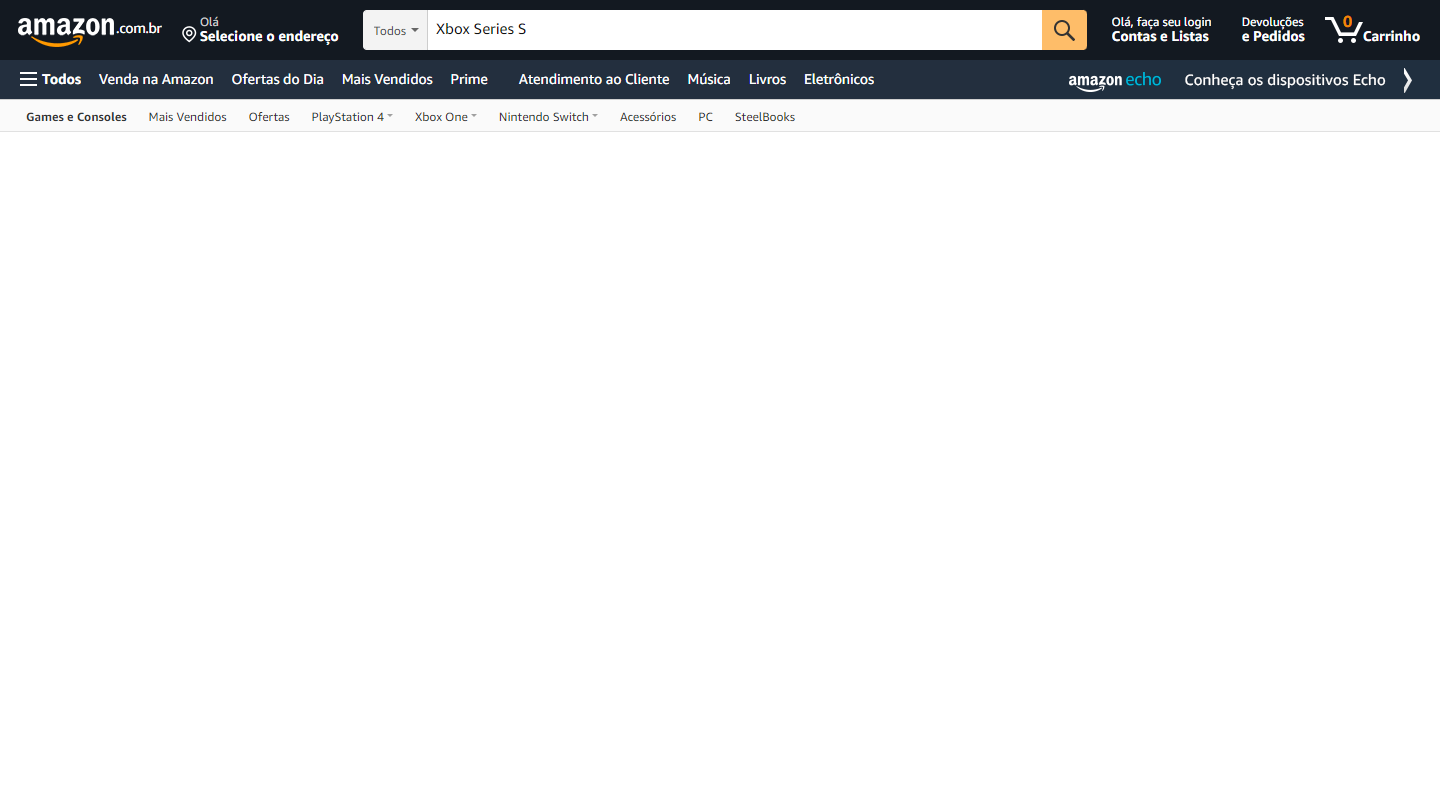 amazon.com.br
Olá
Selecione o endereço
Todos
Xbox Series S
Olá, faça seu login
Contas e Listas
Devoluções
e Pedidos
0
Carrinho
Todos
Venda na Amazon
Ofertas do Dia
Mais Vendidos
Prime
Atendimento ao Cliente
Música
Livros
Eletrônicos
amazon echo
Conheça os dispositivos Echo
Games e Consoles
Mais Vendidos
Ofertas
PlayStation 4
Xbox One
Nintendo Switch
Acessórios
PC
SteelBooks